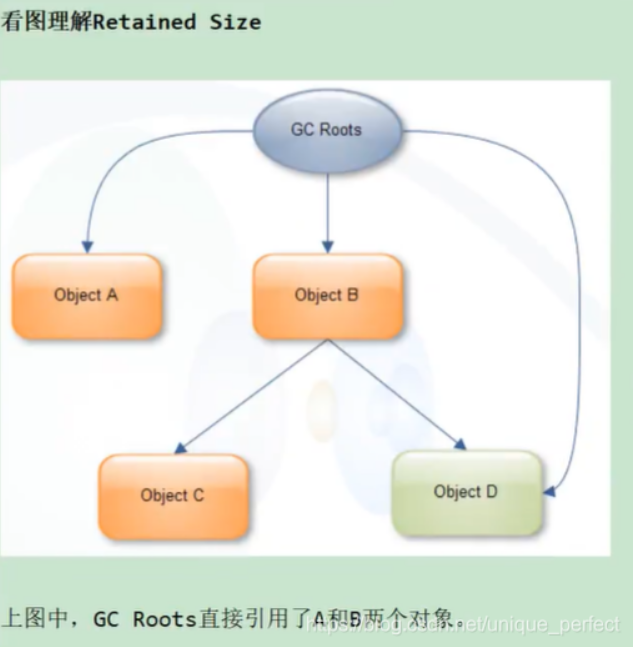 看图理解Retained Size
GC Roots
Object A
Object B
Object C
Object D
上图中，GC Roots直接引用了A和B两个对象。
https://blog.csdn.net/unique_perfect